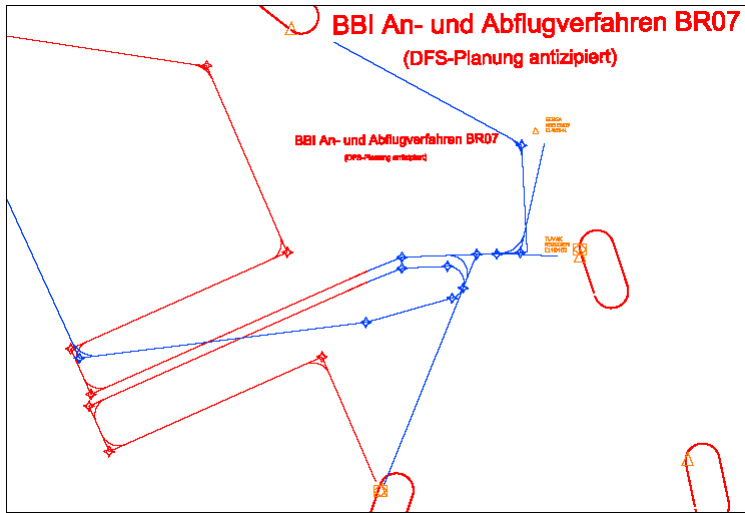 BBI An- und Abflugverfahren BR07
(DFS-Planung antizipiert)
BBI An- und Abflugverfahren BR07
(DFS-Planung antizipiert)